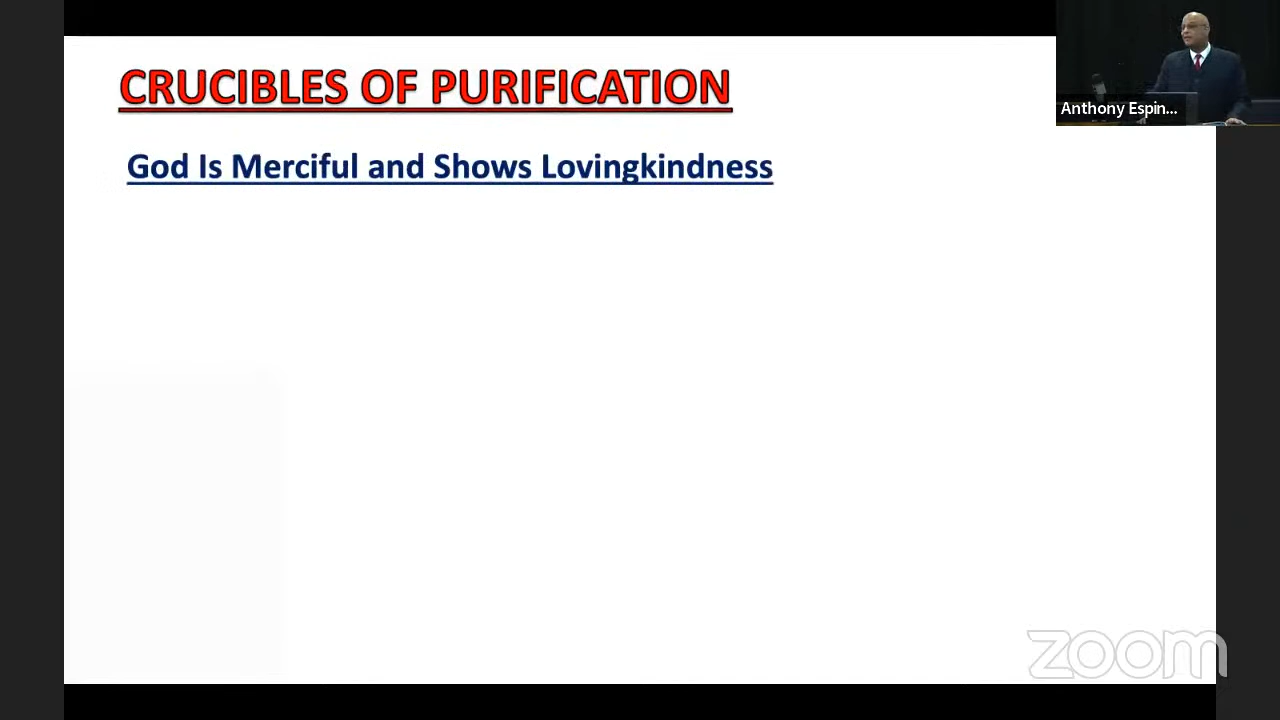 CRUCIBLES OF PURIFICATION
Anthony Espin...
God Is Merciful and Shows Lovingkindness
zoom